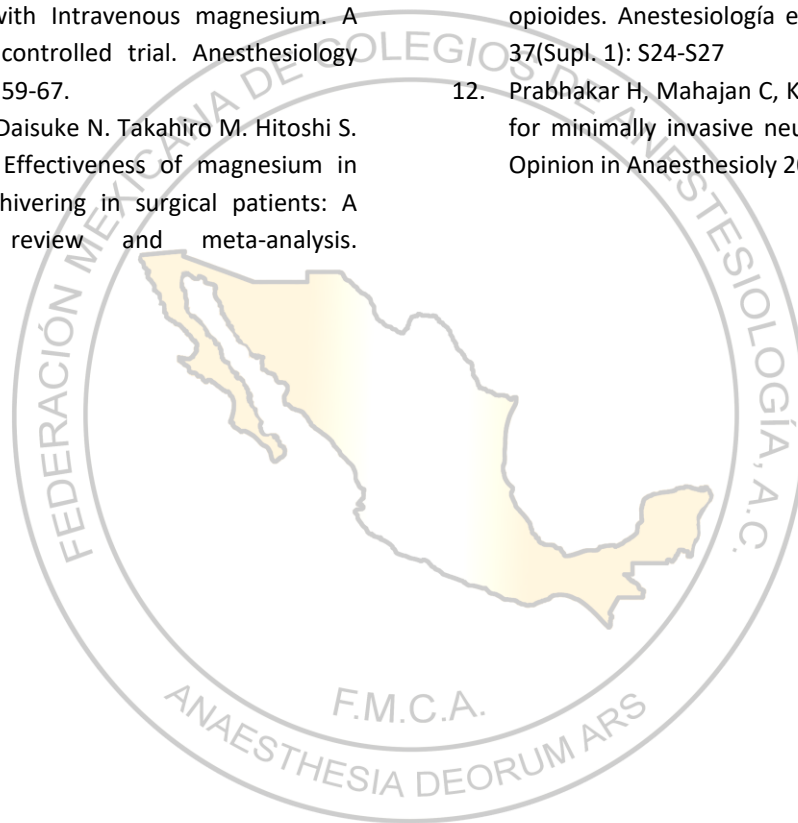 with Intravenous magnesium. A
controlled trial. Anesthesiology
59-67.
Daisuke N. Takahiro M. Hitoshi S.
Effectiveness of magnesium in
hivering in surgical patients: A
review and meta-analysis.
opioides. Anestesiología e
37(Supl. 1): S24-S27
12. Prabhakar H, Mahajan C, K
for minimally invasive neu
Opinion in Anaesthesioly 20
FEDERACIÓN MEXICANA DE COLEGIOS DE ANESTESIOLOGÍA, A.C.
F.M.C.A.
ANAESTHESIA DEORUM ARS